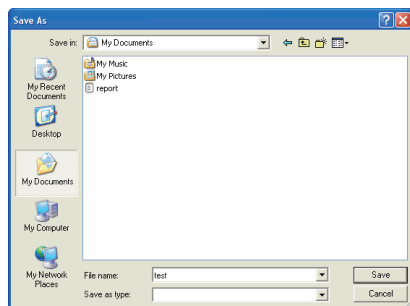 Save As
Save in: My Documents
My Music
My Pictures
report
My Recent
Documents
Desktop
My Documents
My Computer
My Network
Places
File name: test Save
Save as type: Cancel